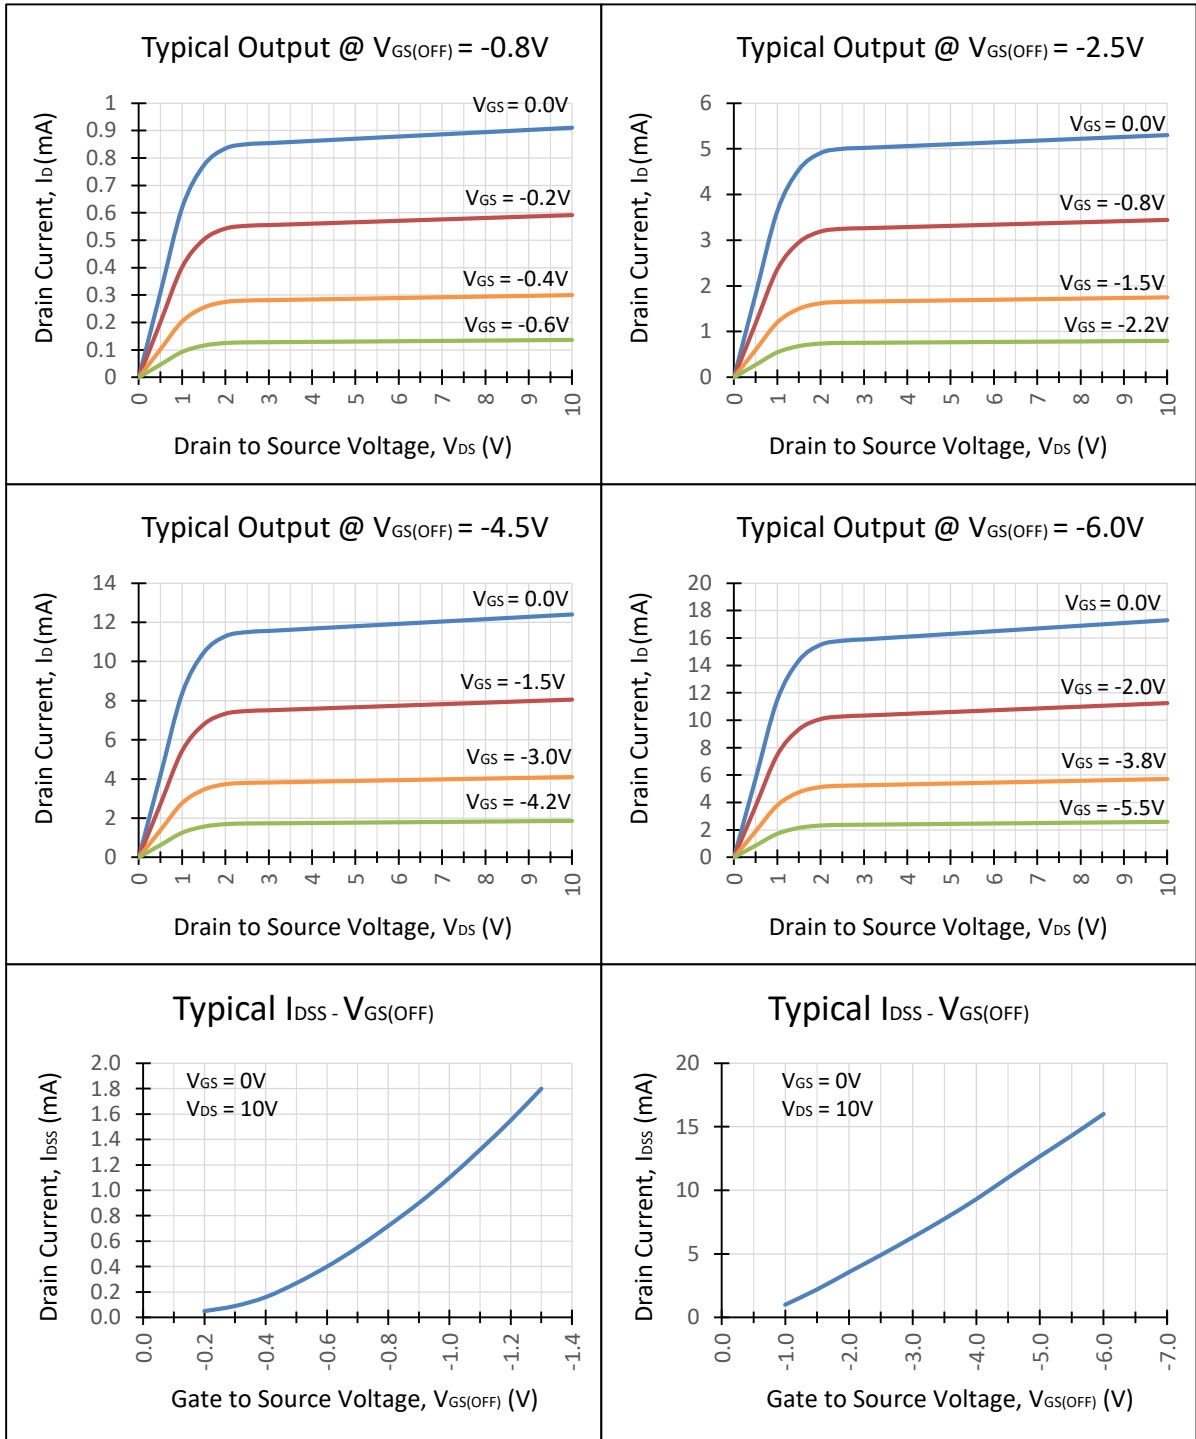 Typical Output @ VGS(OFF) = -0.8V
Drain Current, ID (mA)
1
0.9
0.8
0.7
0.6
0.5
0.4
0.3
0.2
0.1
0
VGS = 0.0V
VGS = -0.2V
VGS = -0.4V
VGS = -0.6V
0 1 2 3 4 5 6 7 8 9 10
Drain to Source Voltage, VDS (V)
Typical Output @ VGS(OFF) = -2.5V
Drain Current, ID (mA)
6
5
4
3
2
1
0
VGS = 0.0V
VGS = -0.8V
VGS = -1.5V
VGS = -2.2V
0 1 2 3 4 5 6 7 8 9 10
Drain to Source Voltage, VDS (V)
Typical Output @ VGS(OFF) = -4.5V
Drain Current, ID (mA)
14
12
10
8
6
4
2
0
VGS = 0.0V
VGS = -1.5V
VGS = -3.0V
VGS = -4.2V
0 1 2 3 4 5 6 7 8 9 10
Drain to Source Voltage, VDS (V)
Typical Output @ VGS(OFF) = -6.0V
Drain Current, ID (mA)
20
18
16
14
12
10
8
6
4
2
0
VGS = 0.0V
VGS = -2.0V
VGS = -3.8V
VGS = -5.5V
0 1 2 3 4 5 6 7 8 9 10
Drain to Source Voltage, VDS (V)
Typical IDSS - VGS(OFF)
Drain Current, IDSS (mA)
2.0
1.8
1.6
1.4
1.2
1.0
0.8
0.6
0.4
0.2
0.0
VGS = 0V
VDS = 10V
0.0 -0.2 -0.4 -0.6 -0.8 -1.0 -1.2 -1.4
Gate to Source Voltage, VGS(OFF) (V)
Typical IDSS - VGS(OFF)
Drain Current, IDSS (mA)
20
15
10
5
0
VGS = 0V
VDS = 10V
0.0 -1.0 -2.0 -3.0 -4.0 -5.0 -6.0 -7.0
Gate to Source Voltage, VGS(OFF) (V)